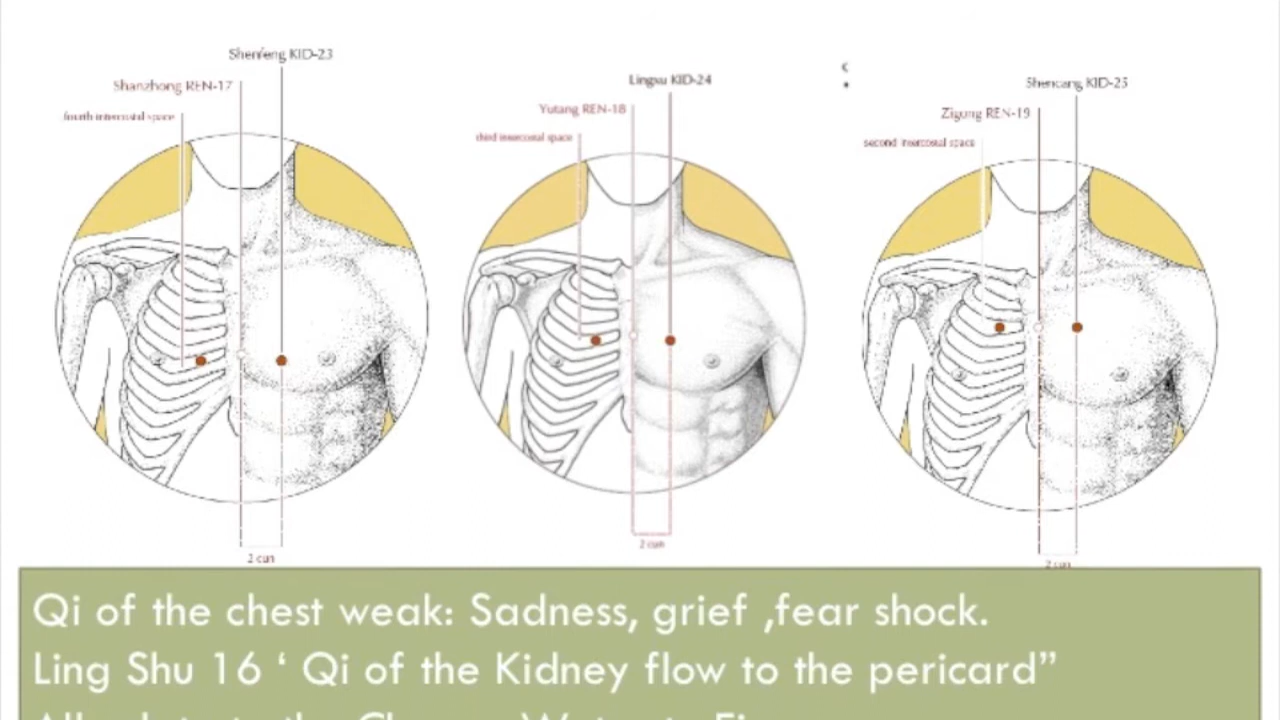 Shenfeng KID-23
Shanzhong REN-17
fourth intercostal space
2 cun
Lingxu KID-24
Yutang REN-18
third intercostal space
2 cun
Shencang KID-25
Zigong REN-19
second intercostal space
2 cun
Qi of the chest weak: Sadness, grief ,fear shock.
Ling Shu 16 ‘ Qi of the Kidney flow to the pericard”